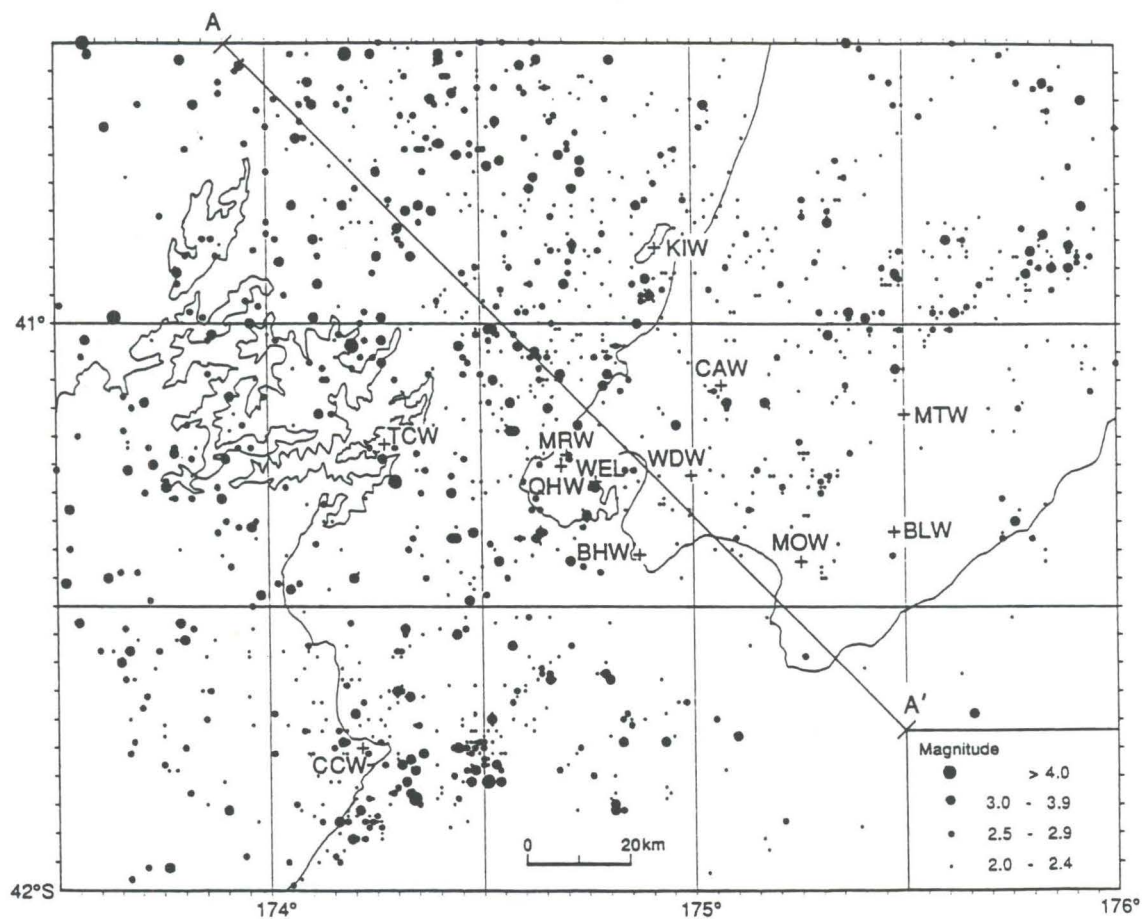 A
KIW
41°
CAW
MTW
TCW
MRW
WEL
WDW
QHW
BLW
MOW
BHW
A′
Magnitude
> 4.0
3.0 - 3.9
2.5 - 2.9
2.0 - 2.4
CCW
0 20km
42°S
174° 175° 176°